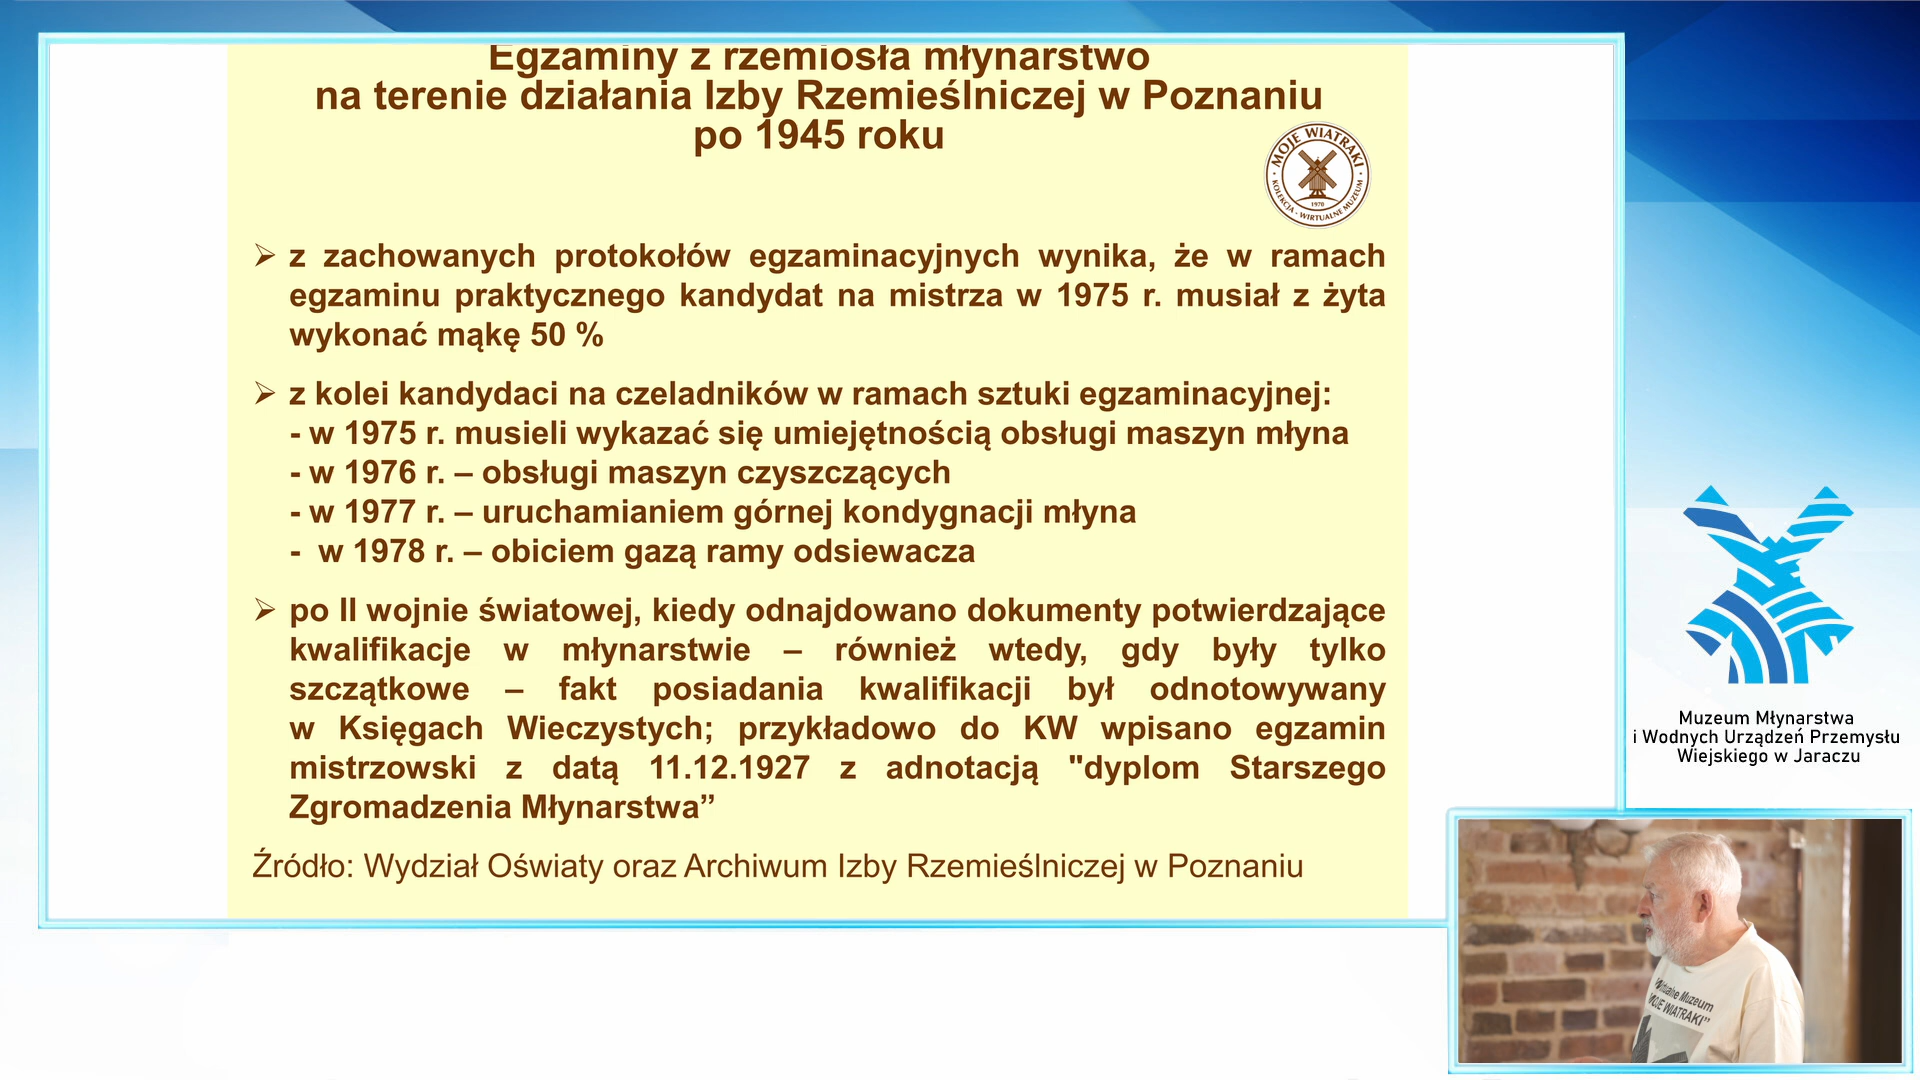 Egzaminy z rzemiosła młynarstwo
na terenie działania Izby Rzemieślniczej w Poznaniu
po 1945 roku
MOJE WIATRAKI
KOLEKCJA - WIRTUALNE MUZEUM
1970
➢ z zachowanych protokołów egzaminacyjnych wynika, że w ramach
egzaminu praktycznego kandydat na mistrza w 1975 r. musiał z żyta
wykonać mąkę 50 %
➢ z kolei kandydaci na czeladników w ramach sztuki egzaminacyjnej:
- w 1975 r. musieli wykazać się umiejętnością obsługi maszyn młyna
- w 1976 r. – obsługi maszyn czyszczących
- w 1977 r. – uruchamianiem górnej kondygnacji młyna
- w 1978 r. – obiciem gazą ramy odsiewacza
➢ po II wojnie światowej, kiedy odnajdowano dokumenty potwierdzające
kwalifikacje w młynarstwie – również wtedy, gdy były tylko
szczątkowe – fakt posiadania kwalifikacji był odnotowywany
w Księgach Wieczystych; przykładowo do KW wpisano egzamin
mistrzowski z datą 11.12.1927 z adnotacją "dyplom Starszego
Zgromadzenia Młynarstwa”
Źródło: Wydział Oświaty oraz Archiwum Izby Rzemieślniczej w Poznaniu
Muzeum Młynarstwa
i Wodnych Urządzeń Przemysłu
Wiejskiego w Jaraczu
Wirtualne Muzeum
MOJE WIATRAKI”